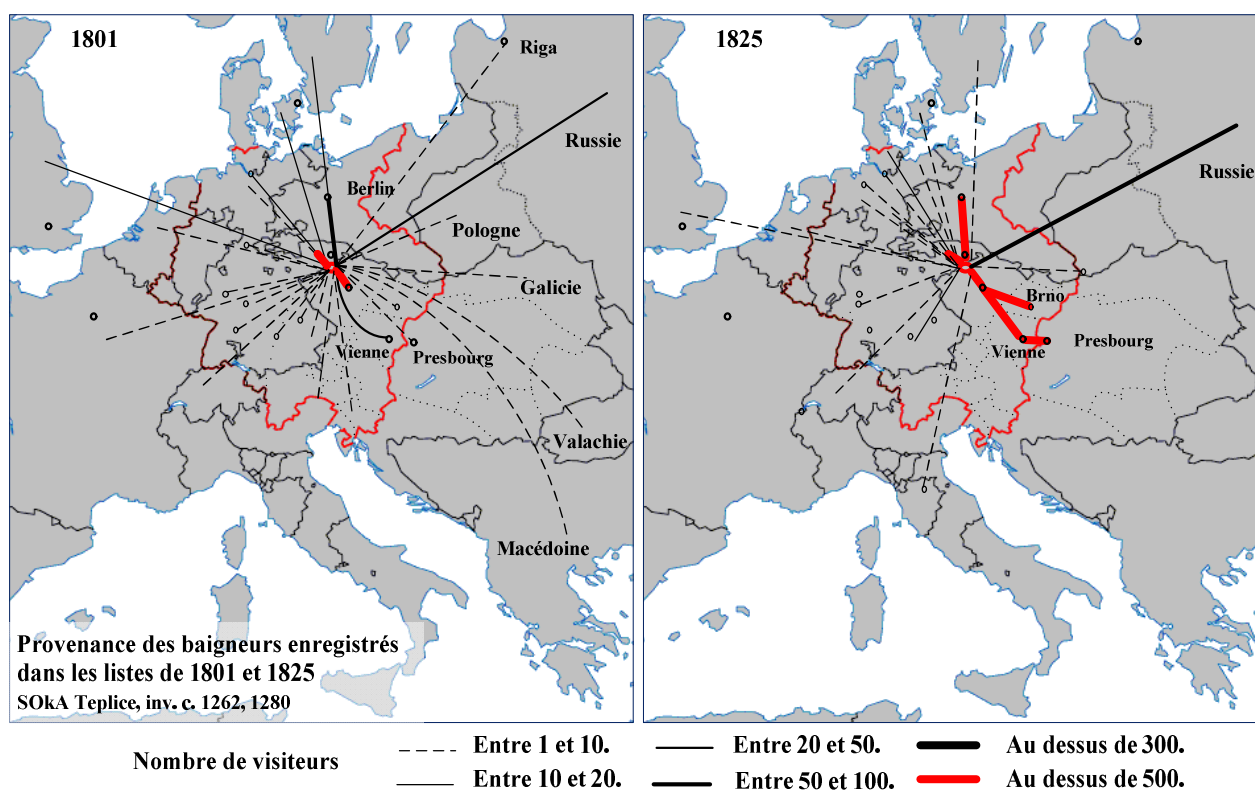 1801
Riga
Russie
Berlin
Pologne
Galicie
Vienne
Presbourg
Valachie
Macédoine
Provenance des baigneurs enregistrés
dans les listes de 1801 et 1825
SOkA Teplice, inv. c. 1262, 1280
1825
Russie
Brno
Vienne
Presbourg
Nombre de visiteurs
Entre 1 et 10.
Entre 20 et 50.
Au dessus de 300.
Entre 10 et 20.
Entre 50 et 100.
Au dessus de 500.